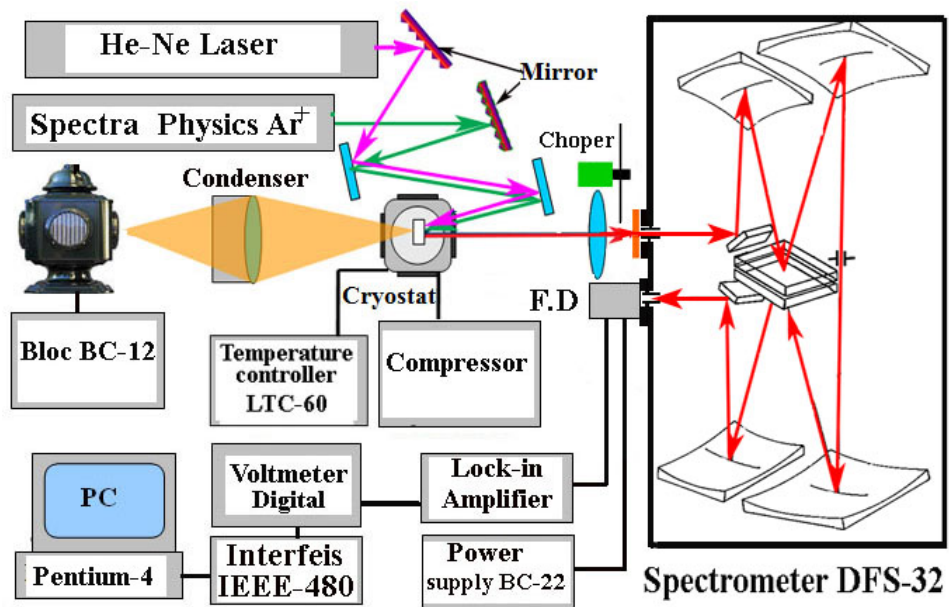 He-Ne Laser
Mirror
Spectra Physics Ar+
Choper
Condenser
Cryostat
F.D
Bloc BC-12
Temperature
controller
LTC-60
Compressor
PC
Voltmeter
Digital
Lock-in
Amplifier
Pentium-4
Interfeis
IEEE-480
Power
supply BC-22
Spectrometer DFS-32